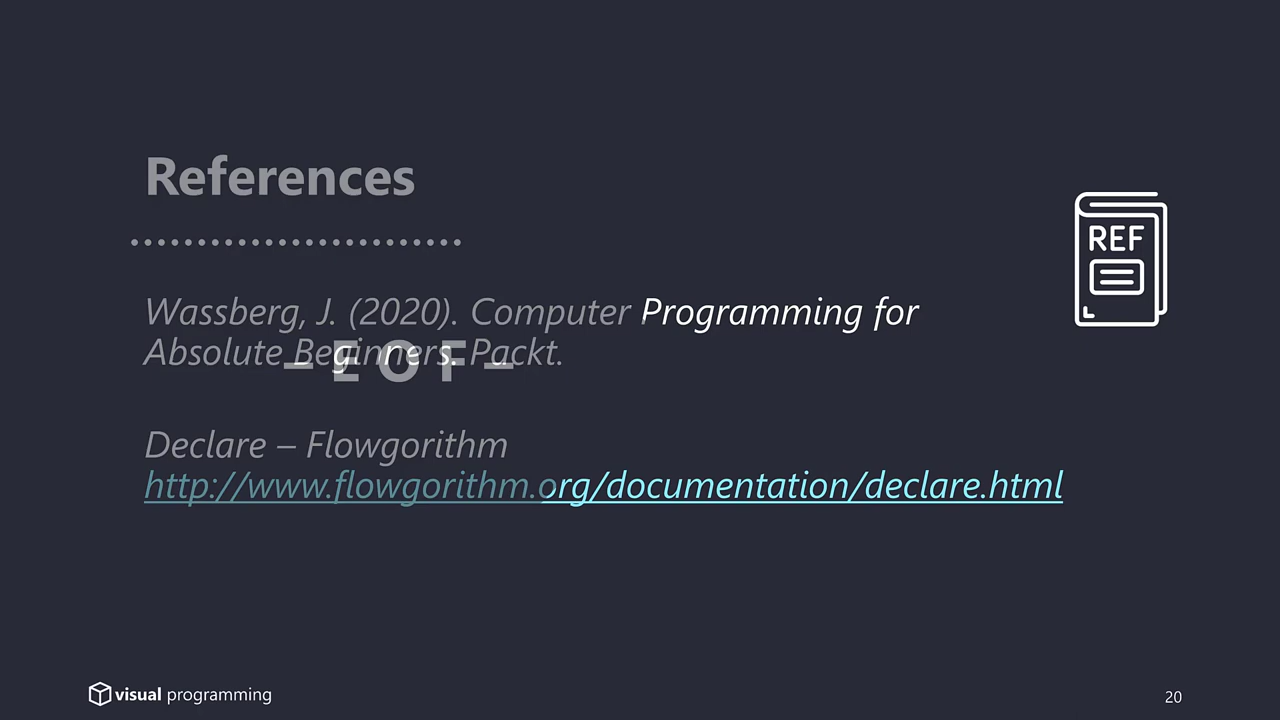 References
REF
Wassberg, J. (2020). Computer Programming for
Absolute Beginners. Packt.
– E O F –
Declare – Flowgorithm
http://www.flowgorithm.org/documentation/declare.html
visual programming
20